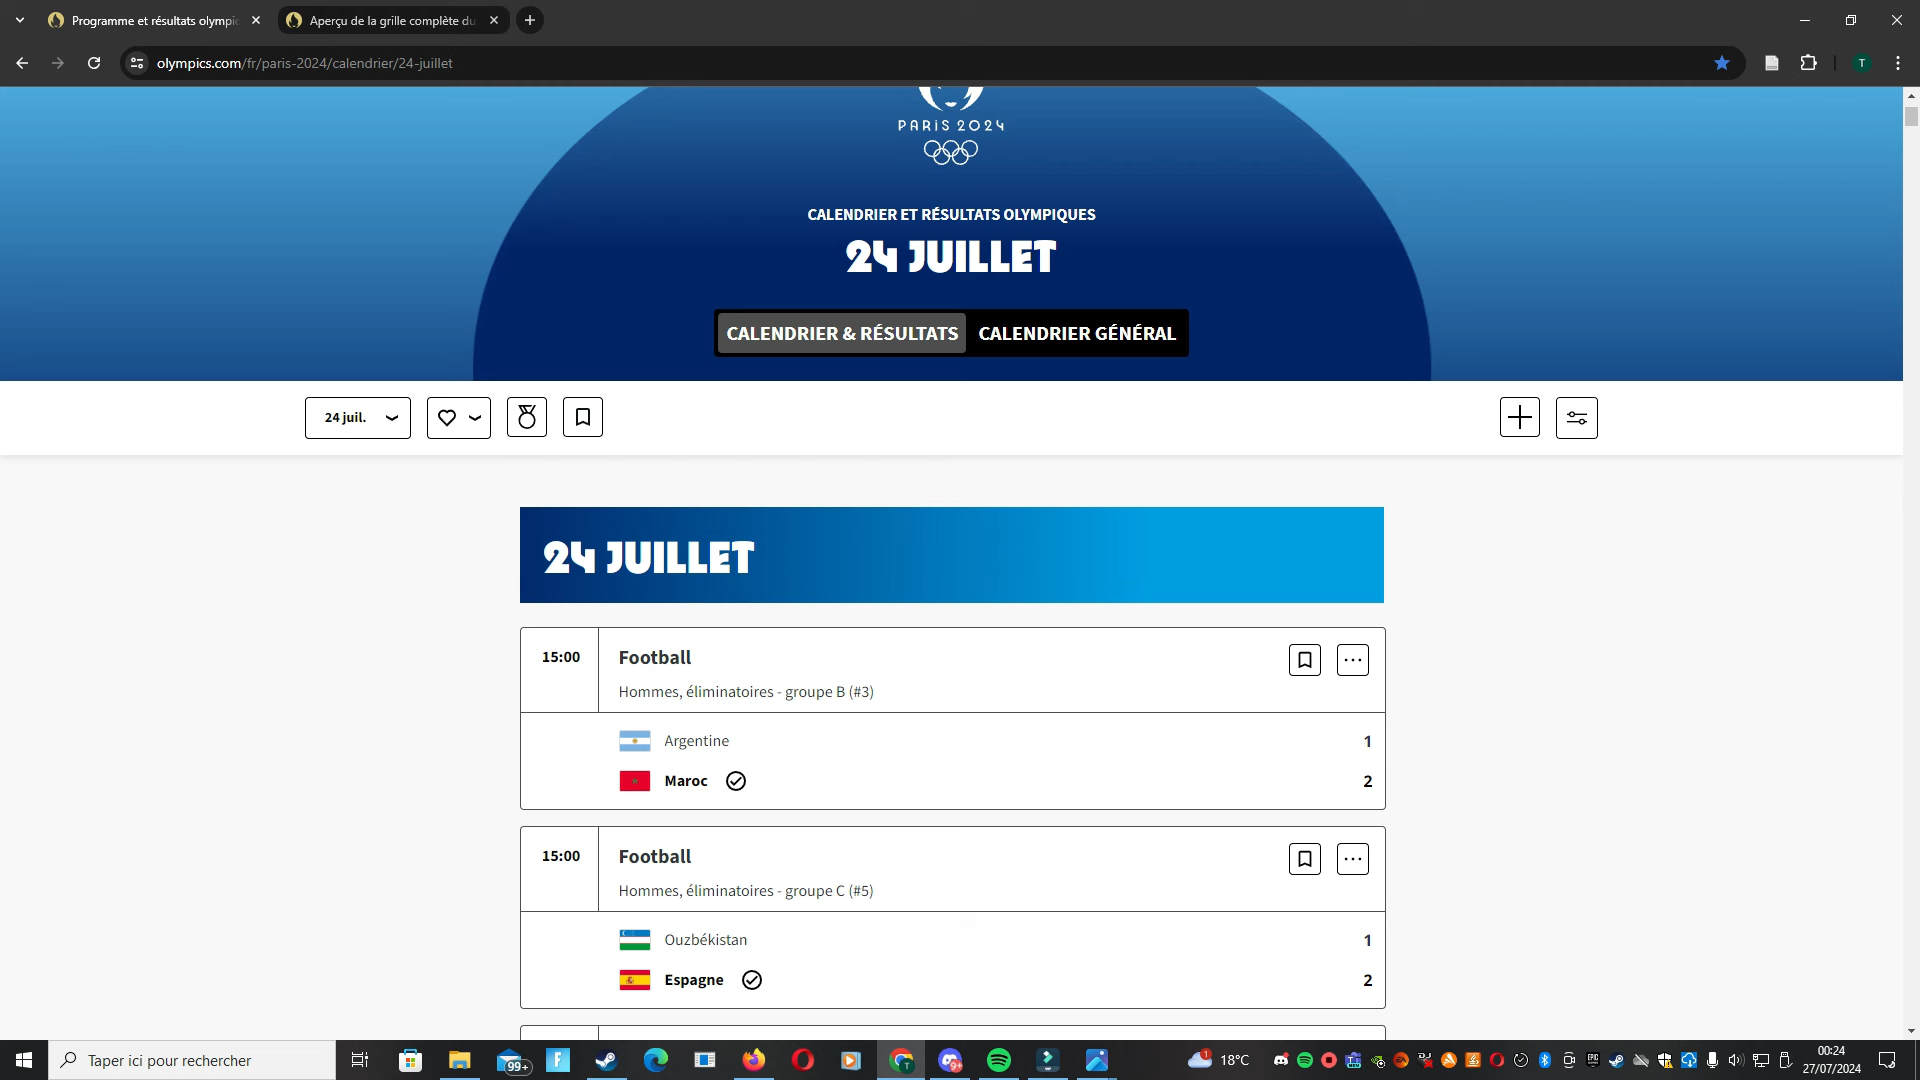 Programme et résultats olympic
Aperçu de la grille complète du
olympics.com/fr/paris-2024/calendrier/24-juillet
T
PARIS 2024
CALENDRIER ET RÉSULTATS OLYMPIQUES
24 JUILLET
CALENDRIER & RÉSULTATS
CALENDRIER GÉNÉRAL
24 juil.
24 JUILLET
15:00
Football
Hommes, éliminatoires - groupe B (#3)
Argentine
1
Maroc
2
15:00
Football
Hommes, éliminatoires - groupe C (#5)
Ouzbékistan
1
Espagne
2
Taper ici pour rechercher
99+
9+
1
18°C
00:24
27/07/2024